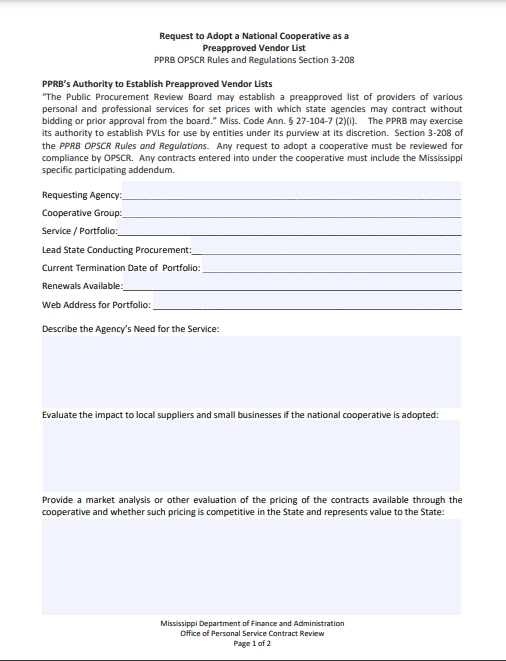 Request to Adopt a National Cooperative as a
Preapproved Vendor List
PPRB OPSCR Rules and Regulations Section 3-208
PPRB's Authority to Establish Preapproved Vendor Lists
"The Public Procurement Review Board may establish a preapproved list of providers of various
personal and professional services for set prices with which state agencies may contract without
bidding or prior approval from the board." Miss. Code Ann. § 27-104-7 (2)(i). The PPRB may exercise
its authority to establish PVLs for use by entities under its purview at its discretion. Section 3-208 of
the PPRB OPSCR Rules and Regulations. Any request to adopt a cooperative must be reviewed for
compliance by OPSCR. Any contracts entered into under the cooperative must include the Mississippi
specific participating addendum.
Requesting Agency:
Cooperative Group:
Service / Portfolio:
Lead State Conducting Procurement:
Current Termination Date of Portfolio:
Renewals Available:
Web Address for Portfolio:
Describe the Agency's Need for the Service:
Evaluate the impact to local suppliers and small businesses if the national cooperative is adopted:
Provide a market analysis or other evaluation of the pricing of the contracts available through the
cooperative and whether such pricing is competitive in the State and represents value to the State:
Mississippi Department of Finance and Administration
Office of Personal Service Contract Review
Page 1 of 2